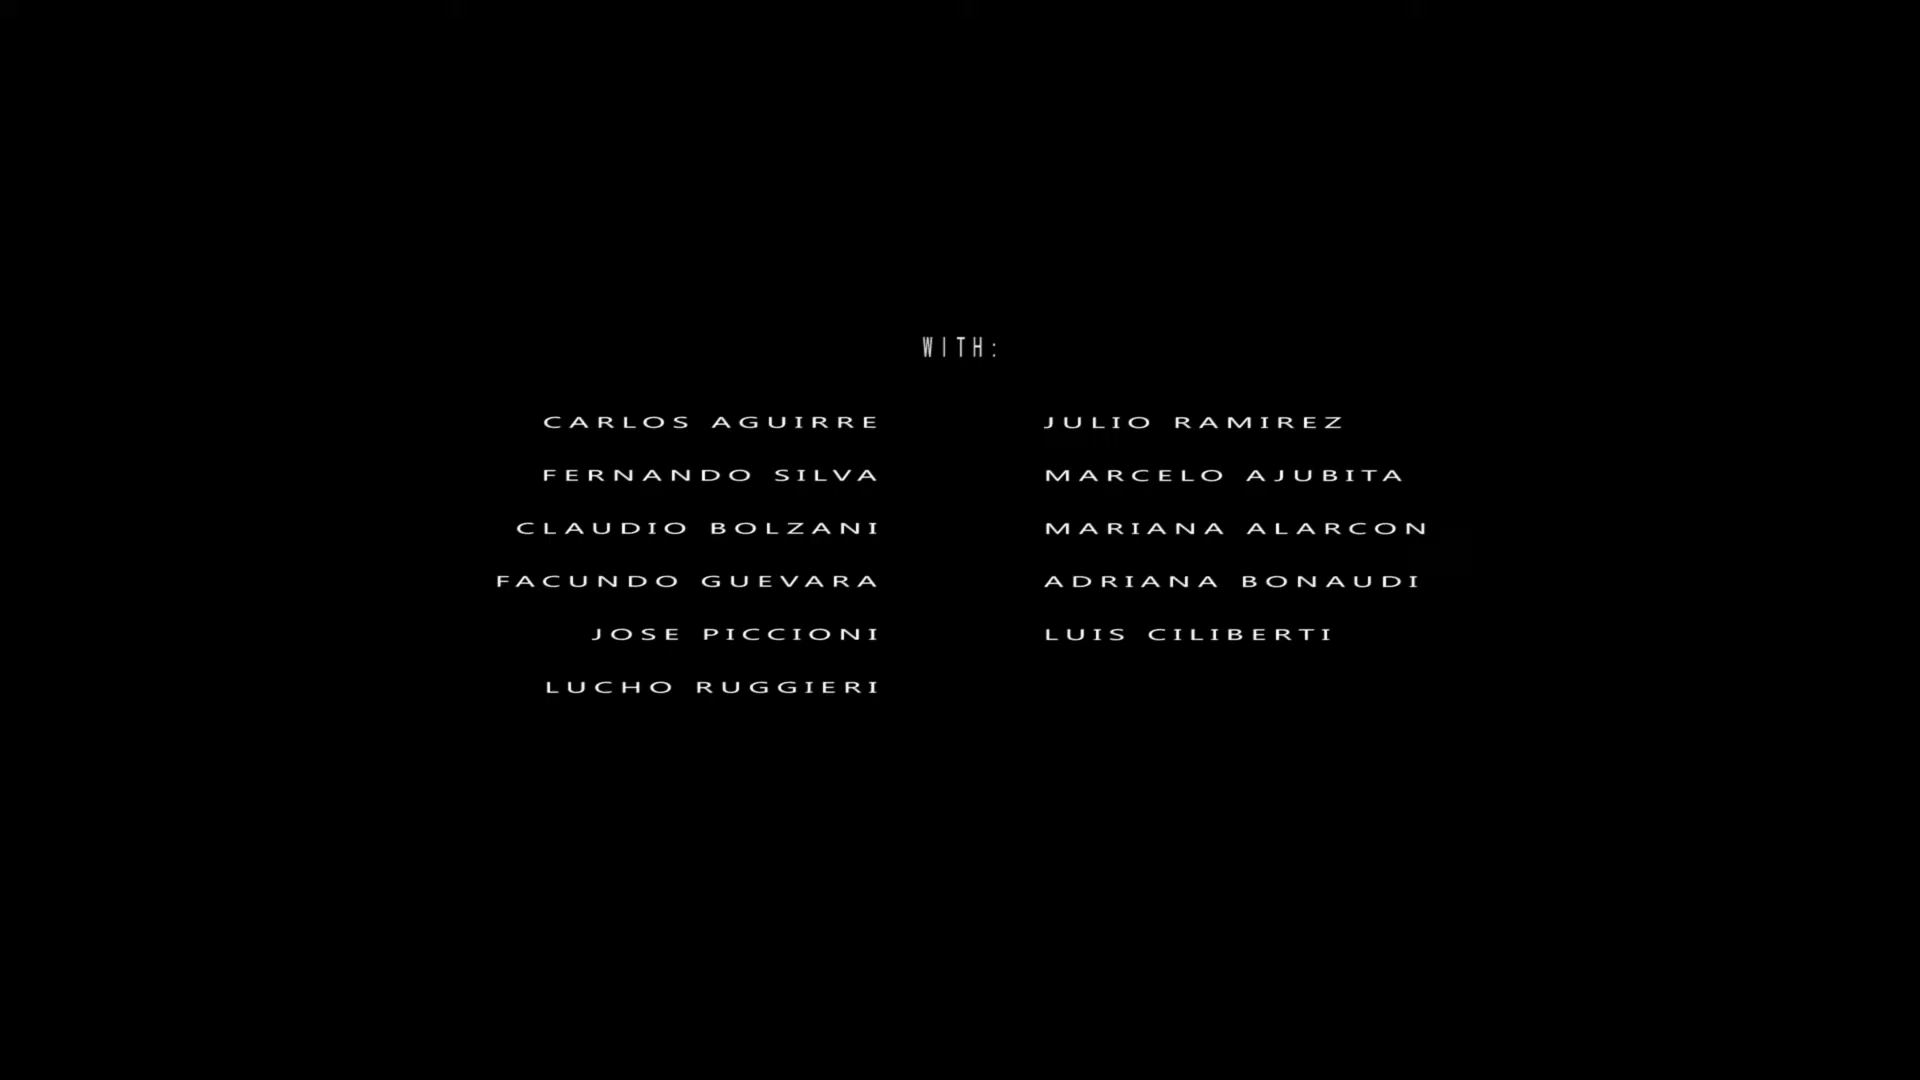 WITH:
CARLOS AGUIRRE
FERNANDO SILVA
CLAUDIO BOLZANI
FACUNDO GUEVARA
JOSE PICCIONI
LUCHO RUGGIERI
JULIO RAMIREZ
MARCELO AJUBITA
MARIANA ALARCON
ADRIANA BONAUDI
LUIS CILIBERTI